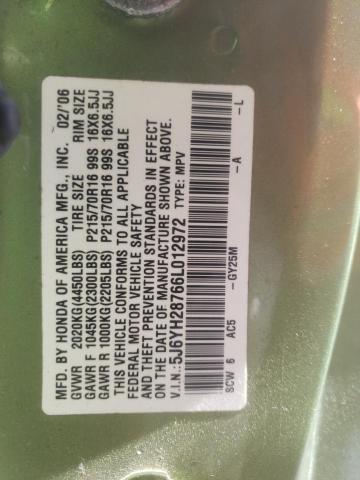 MFD. BY HONDA OF AMERICA MFG., INC. 02/'06
GVWR 2020KG(4450LBS) TIRE SIZE RIM SIZE
GAWR F 1045KG(2300LBS) P215/70R16 99S 16X6.5JJ
GAWR R 1000KG(2205LBS) P215/70R16 99S 16X6.5JJ
THIS VEHICLE CONFORMS TO ALL APPLICABLE
FEDERAL MOTOR VEHICLE SAFETY
AND THEFT PREVENTION STANDARDS IN EFFECT
ON THE DATE OF MANUFACTURE SHOWN ABOVE.
V.I.N.: 5J6YH28766L012972 TYPE: MPV
SCW 6 AC5 -GY25M -A -L